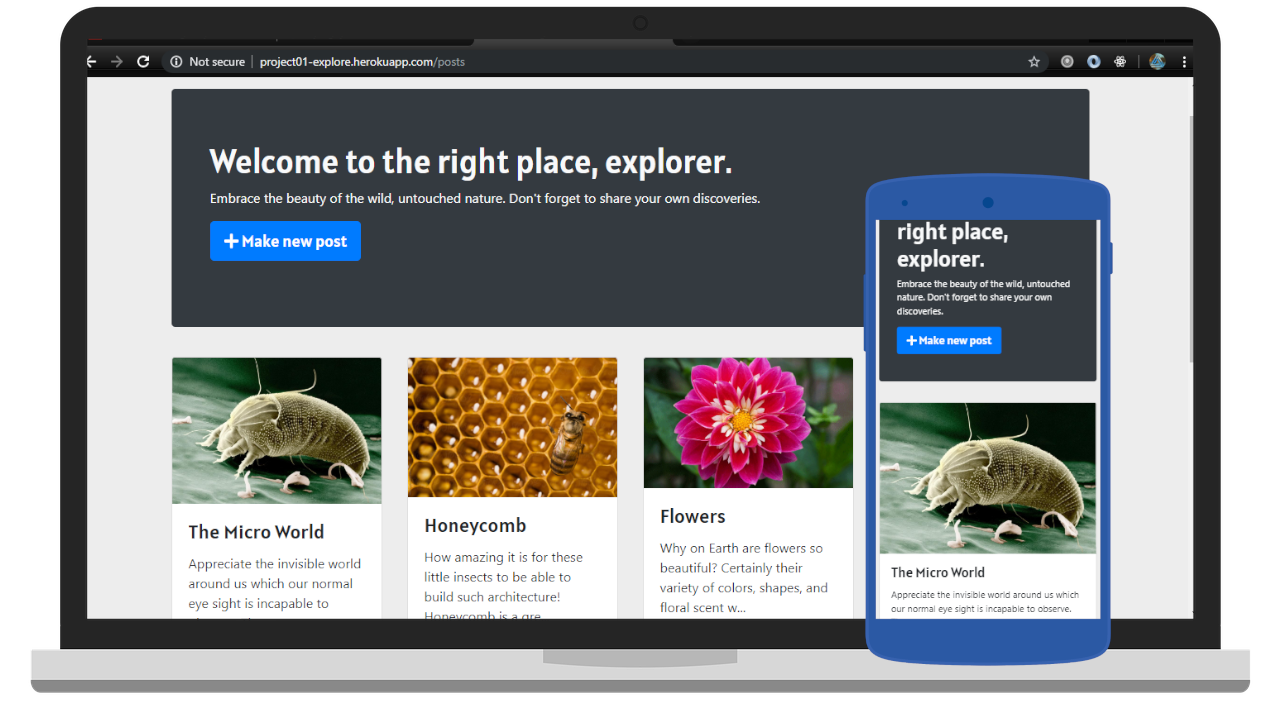 Not secure | project01-explore.herokuapp.com/posts
Welcome to the right place, explorer.
Embrace the beauty of the wild, untouched nature. Don't forget to share your own discoveries.
Make new post
The Micro World
Appreciate the invisible world
around us which our normal
eye sight is incapable to
Honeycomb
How amazing it is for these
little insects to be able to
build such architecture!
Honeycomb is a gre
Flowers
Why on Earth are flowers so
beautiful? Certainly their
variety of colors, shapes, and
floral scent w...
right place,
explorer.
Embrace the beauty of the wild, untouched
nature. Don't forget to share your own
discoveries.
Make new post
The Micro World
Appreciate the invisible world around us which
our normal eye sight is incapable to observe.